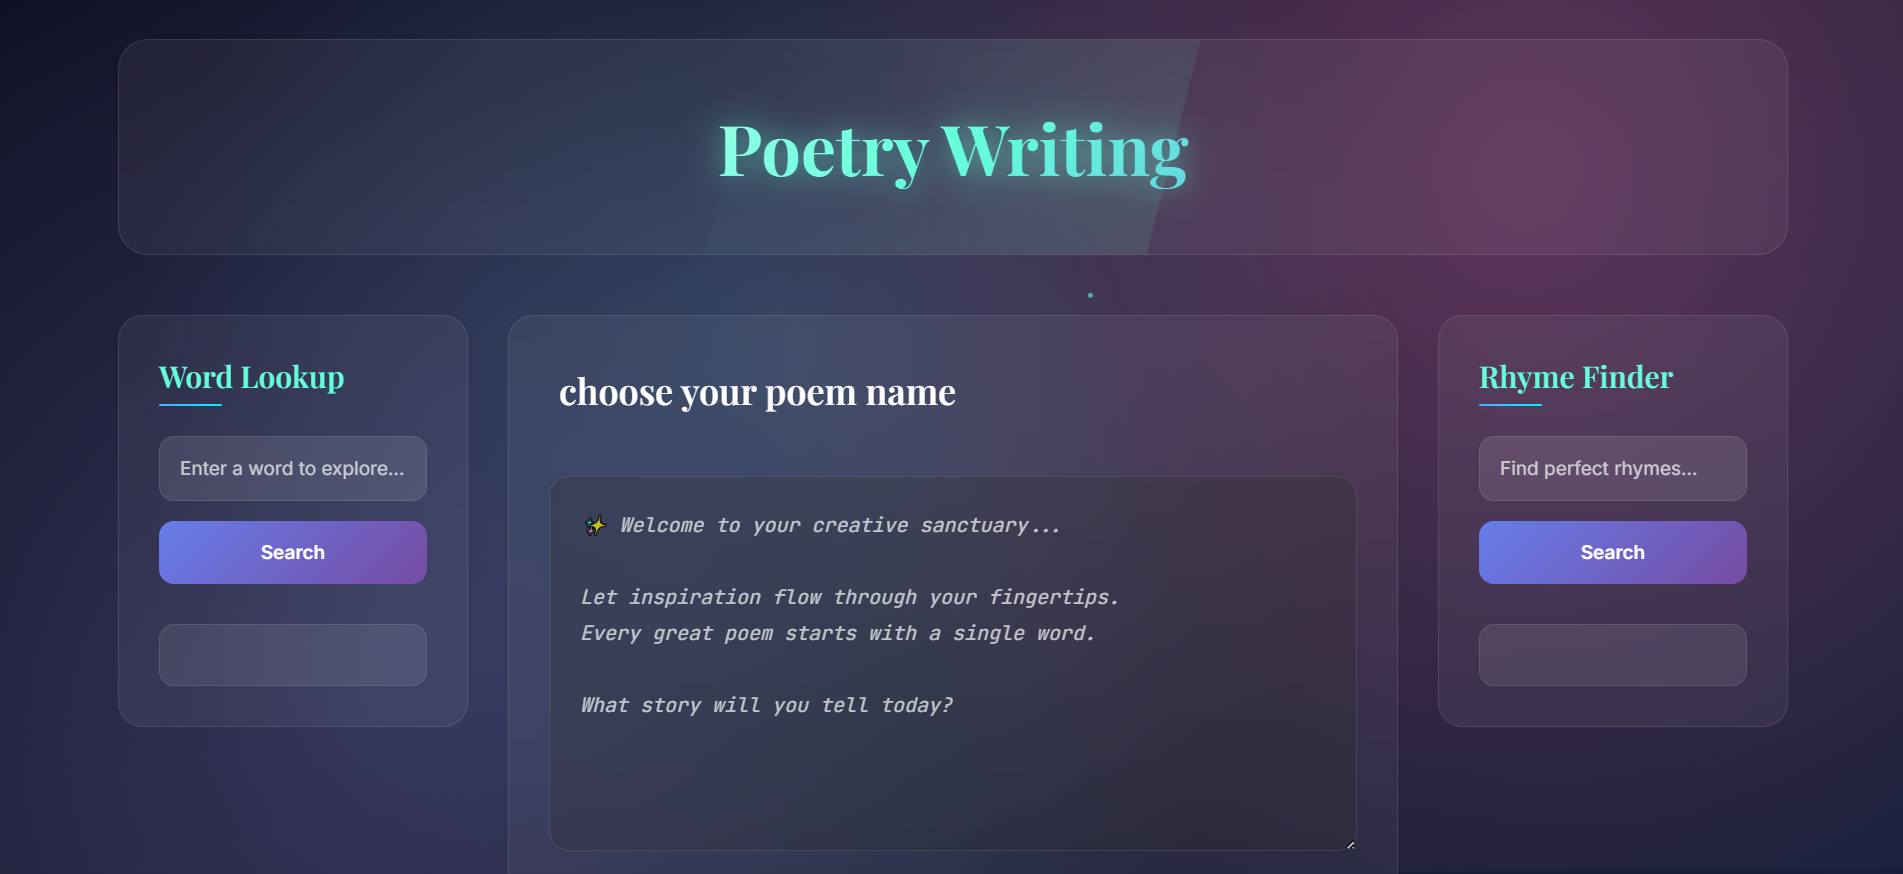 Poetry Writing
Word Lookup
Enter a word to explore...
Search
choose your poem name
✨ Welcome to your creative sanctuary...
Let inspiration flow through your fingertips.
Every great poem starts with a single word.
What story will you tell today?
Rhyme Finder
Find perfect rhymes...
Search